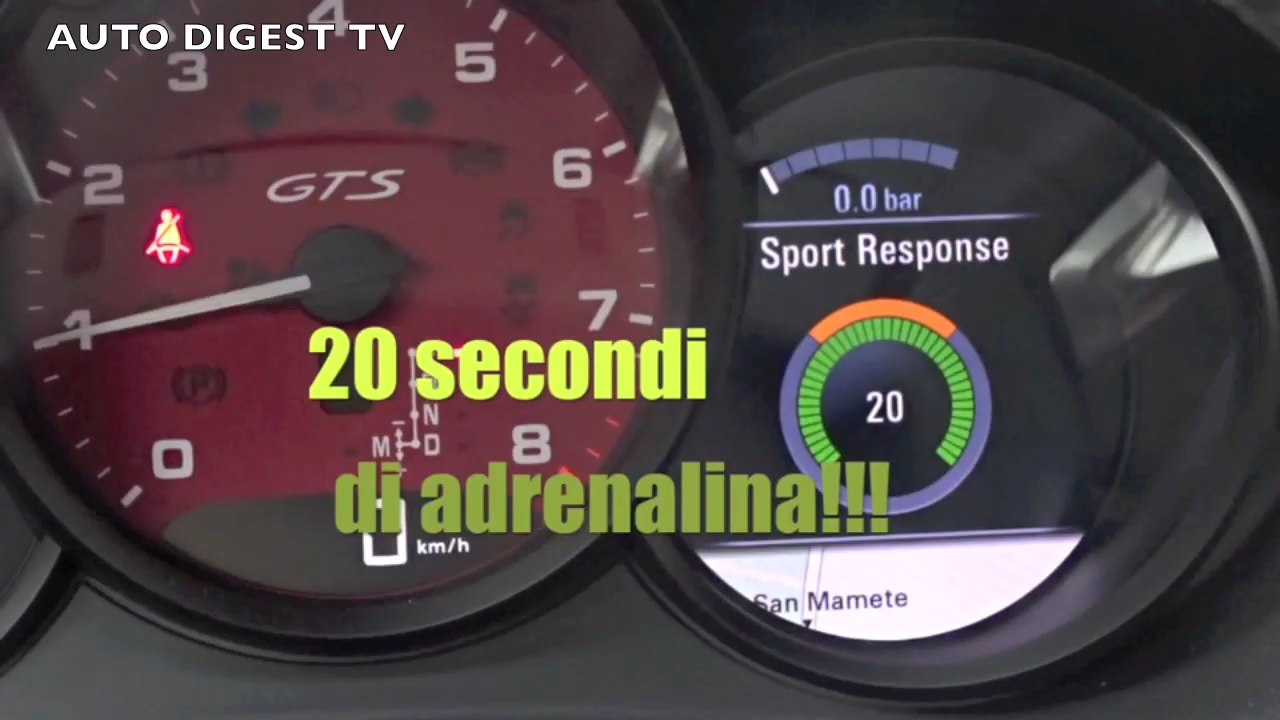 AUTO DIGEST TV
4
3
5
2
6
GTS
1
7
0
8
N
M D
P
0 km/h
0.0 bar
Sport Response
20
San Mamete
20 secondi
di adrenalina!!!